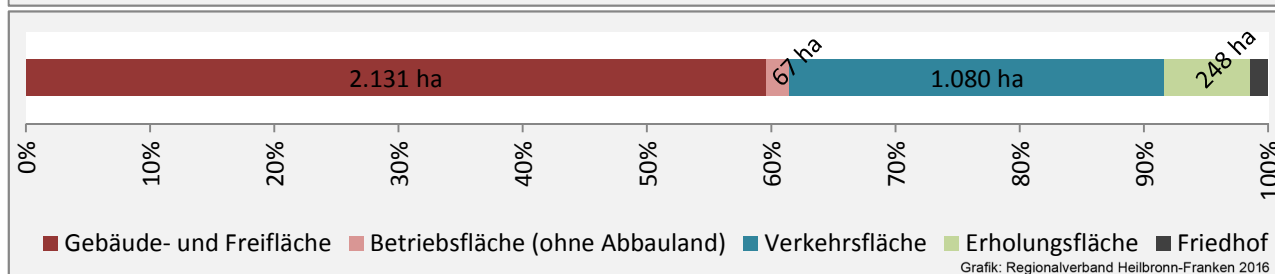 2.131 ha 67 ha 1.080 ha 248 ha
0% 10% 20% 30% 40% 50% 60% 70% 80% 90% 100%
Gebäude- und Freifläche Betriebsfläche (ohne Abbauland) Verkehrsfläche Erholungsfläche Friedhof
Grafik: Regionalverband Heilbronn-Franken 2016